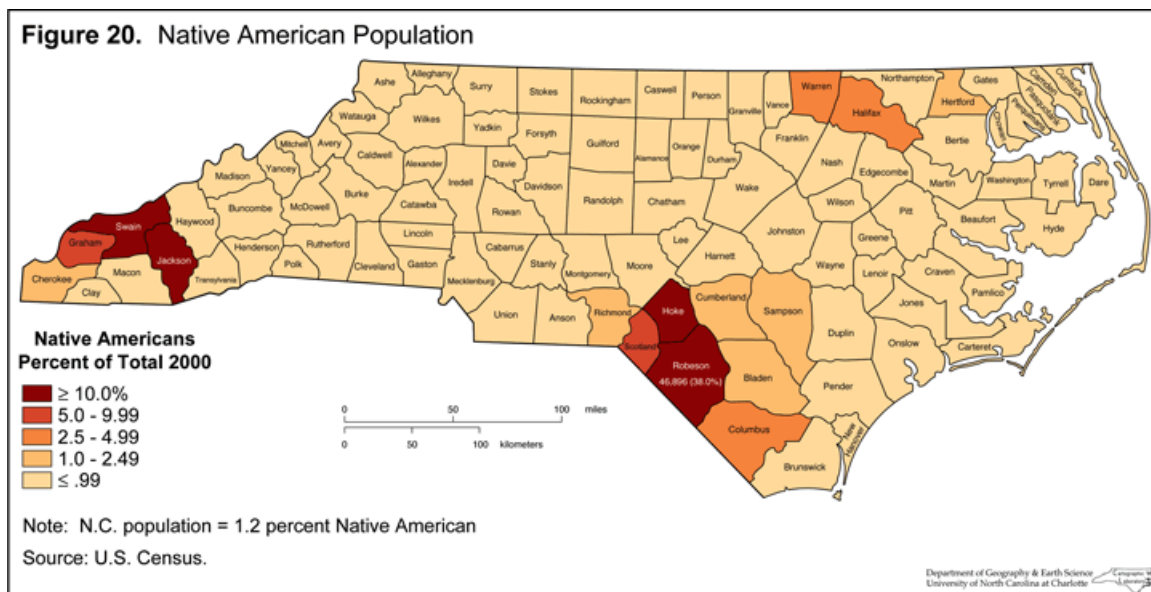 Figure 20. Native American Population
Ashe
Alleghany
Surry
Stokes
Rockingham
Caswell
Person
Granville
Vance
Warren
Halifax
Northampton
Hertford
Gates
Camden
Currituck
Pasquotank
Perquimans
Chowan
Bertie
Watauga
Wilkes
Yadkin
Forsyth
Guilford
Alamance
Orange
Durham
Franklin
Nash
Edgecombe
Martin
Washington
Tyrrell
Dare
Mitchell
Avery
Caldwell
Alexander
Iredell
Davie
Davidson
Randolph
Chatham
Wake
Wilson
Pitt
Beaufort
Hyde
Madison
Yancey
Burke
Catawba
Rowan
Johnston
Greene
Swain
Haywood
Buncombe
McDowell
Lincoln
Cabarrus
Stanly
Montgomery
Moore
Lee
Harnett
Wayne
Lenoir
Craven
Pamlico
Graham
Jackson
Henderson
Rutherford
Cleveland
Gaston
Mecklenburg
Cherokee
Macon
Clay
Transylvania
Polk
Union
Anson
Richmond
Scotland
Hoke
Cumberland
Sampson
Duplin
Jones
Onslow
Carteret
Robeson
46,896 (38.0%)
Bladen
Pender
Columbus
New
Hanover
Brunswick
Native Americans
Percent of Total 2000
≥ 10.0%
5.0 - 9.99
2.5 - 4.99
1.0 - 2.49
≤ .99
0 50 100 miles
0 50 100 kilometers
Note: N.C. population = 1.2 percent Native American
Source: U.S. Census.
Department of Geography & Earth Science
University of North Carolina at Charlotte